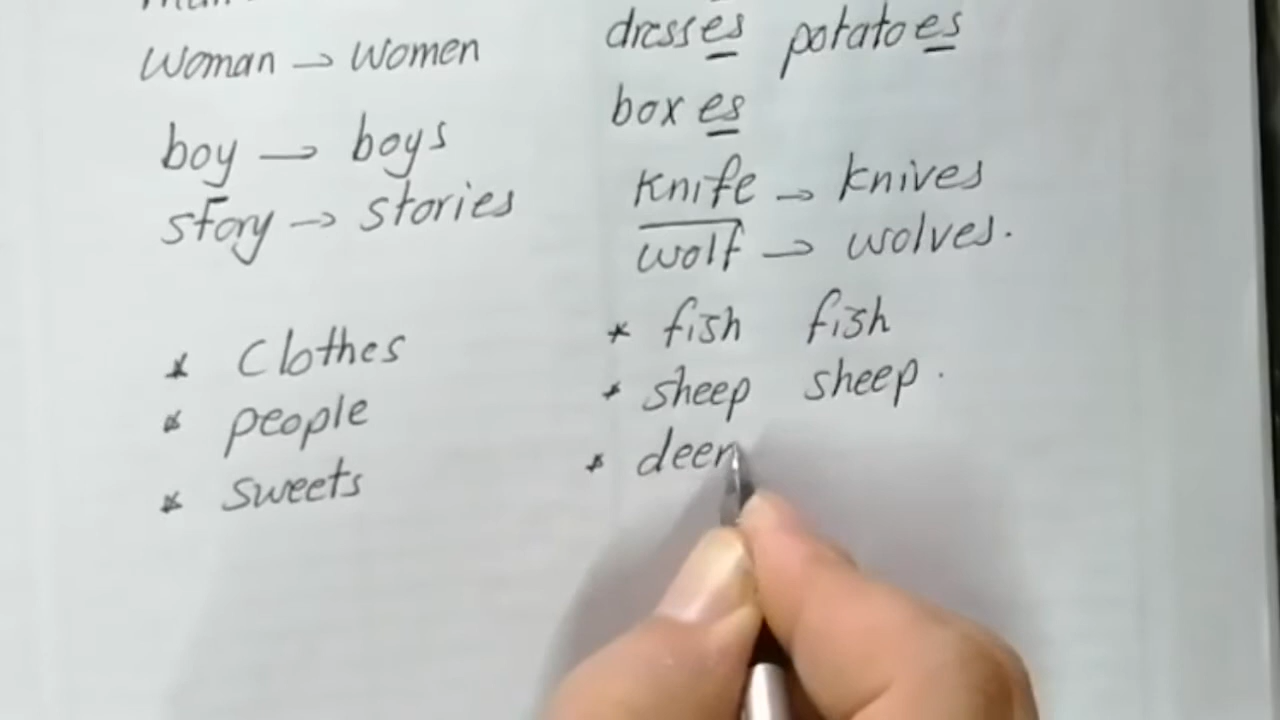 woman → women
boy → boys
story → stories
* Clothes
* people
* sweets
dresses potatoes
boxes
Knife → knives
wolf → wolves.
* fish fish
* sheep sheep.
* deer